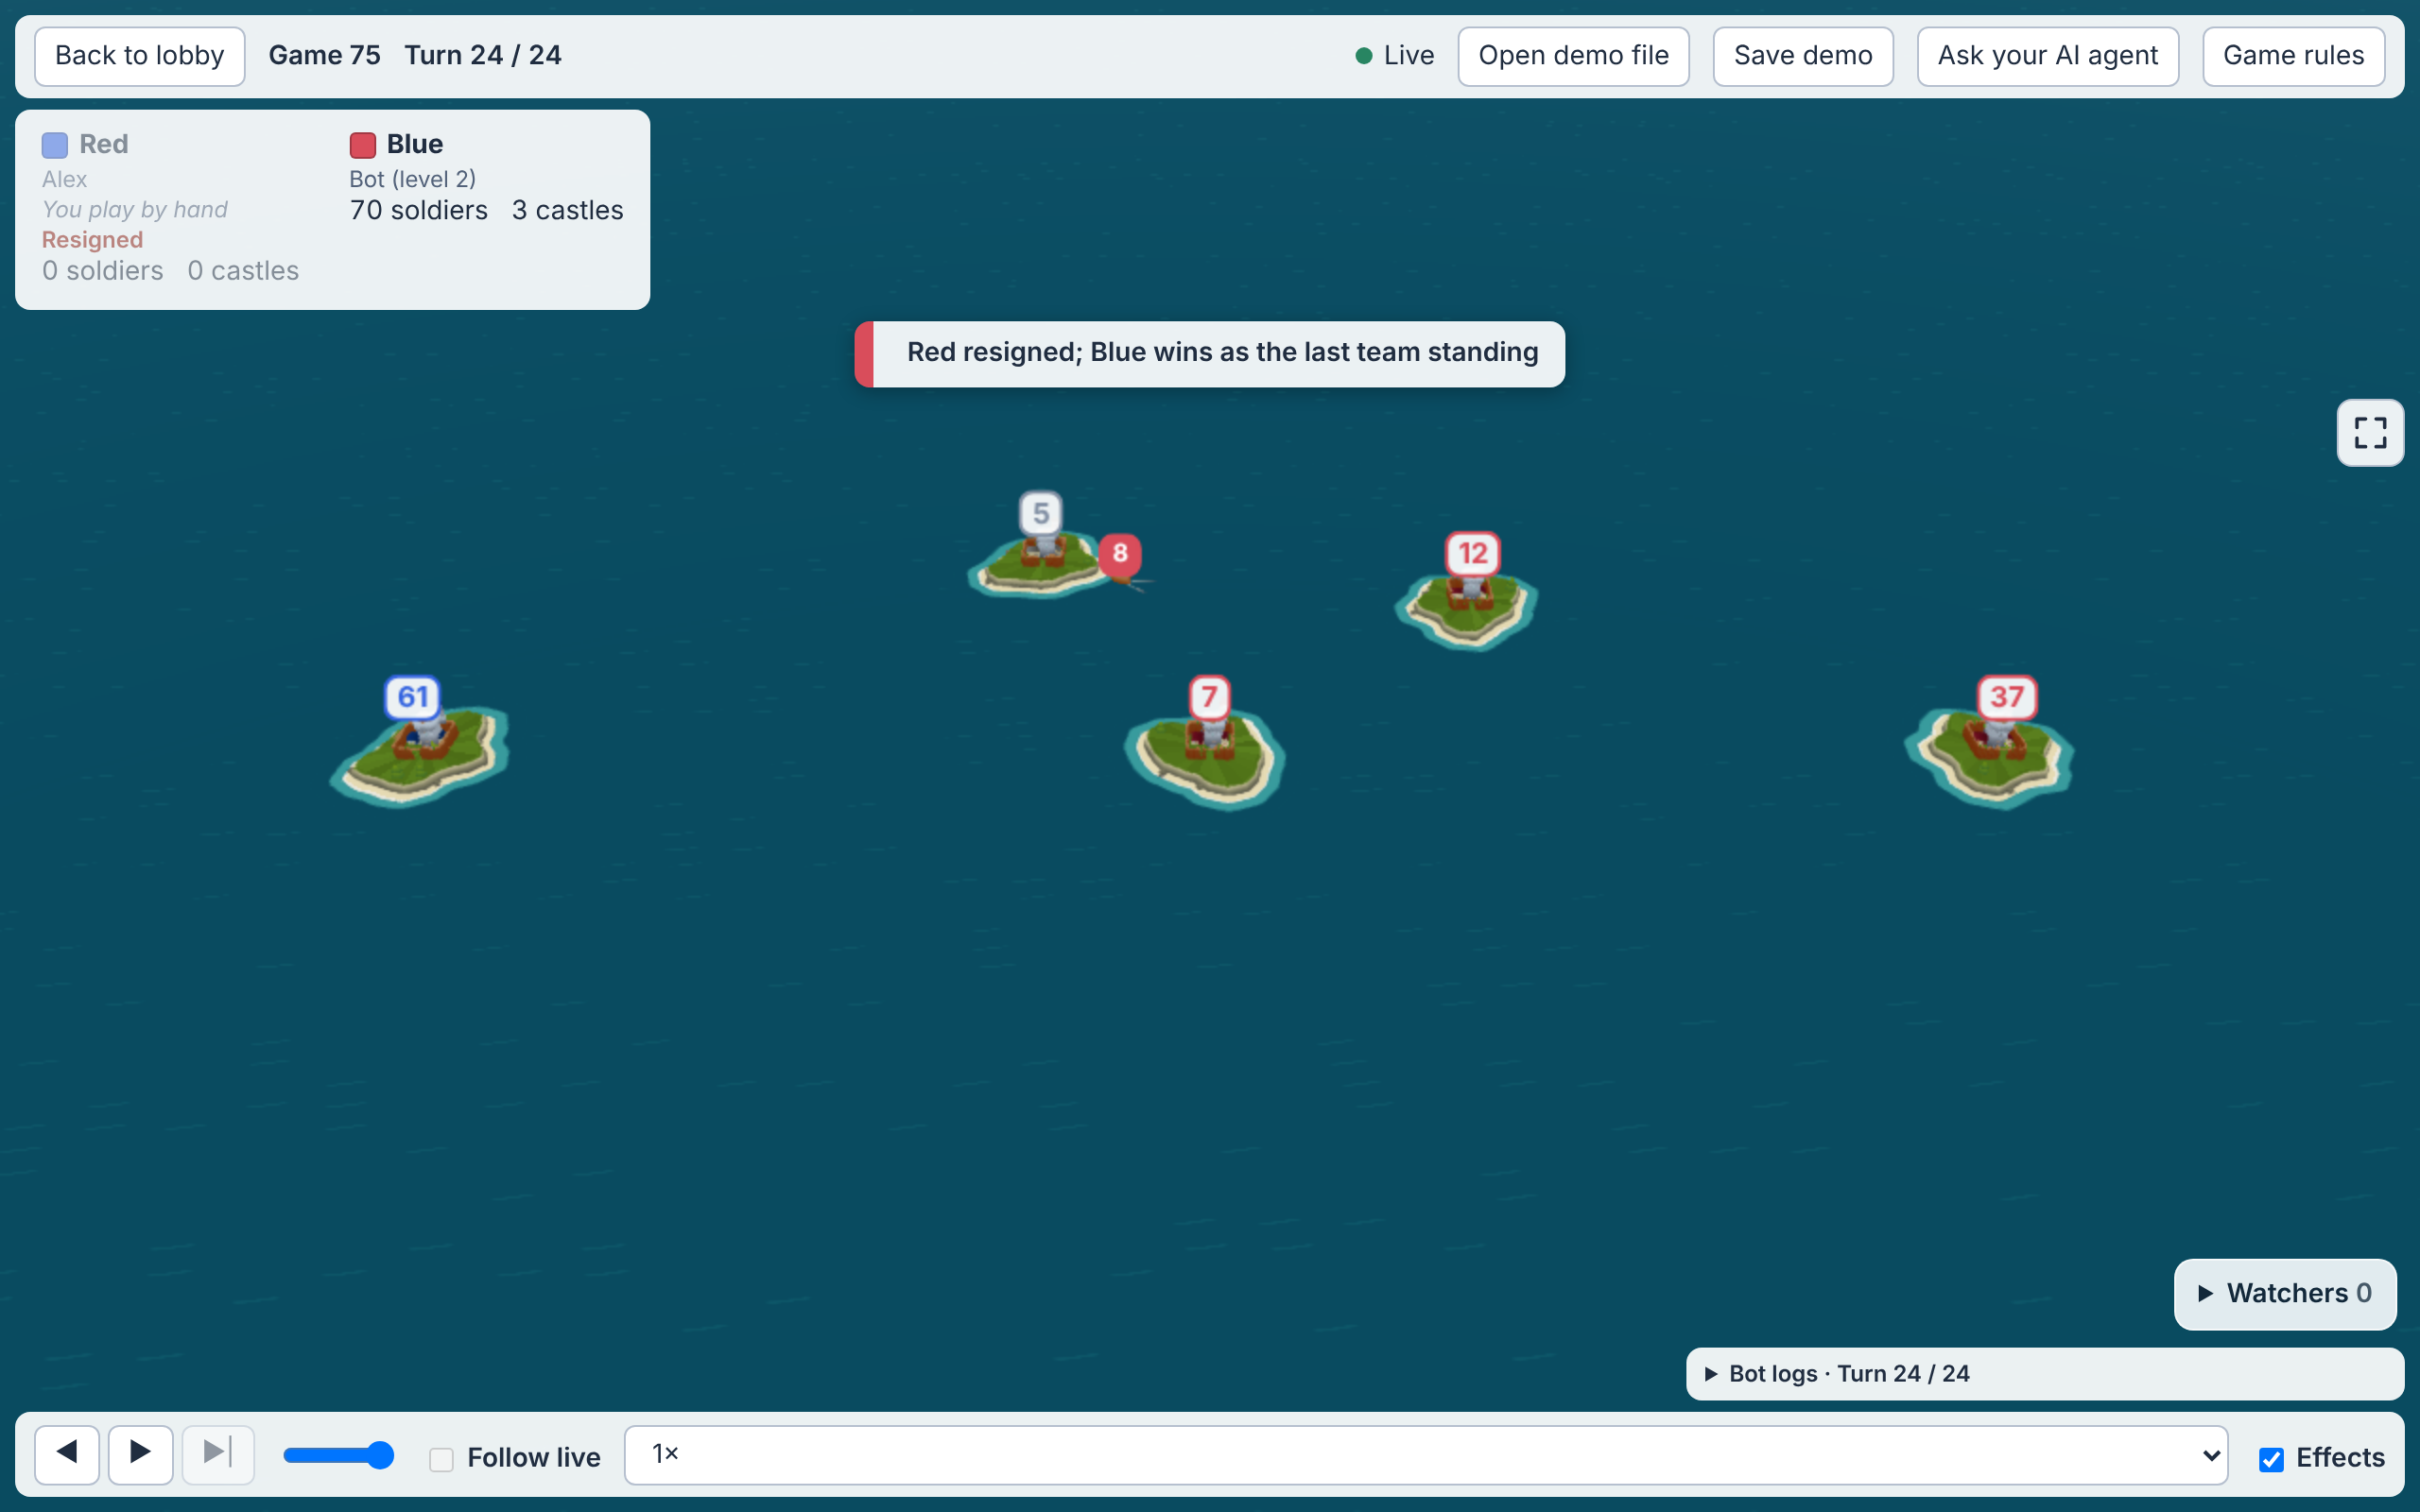 Back to lobby Game 75 Turn 24 / 24 Live Open demo file Save demo Ask your AI agent Game rules
Red
Alex
You play by hand
Resigned
0 soldiers 0 castles
Blue
Bot (level 2)
70 soldiers 3 castles
Red resigned; Blue wins as the last team standing
5
8
12
61
7
37
Watchers 0
Bot logs · Turn 24 / 24
Follow live 1× Effects